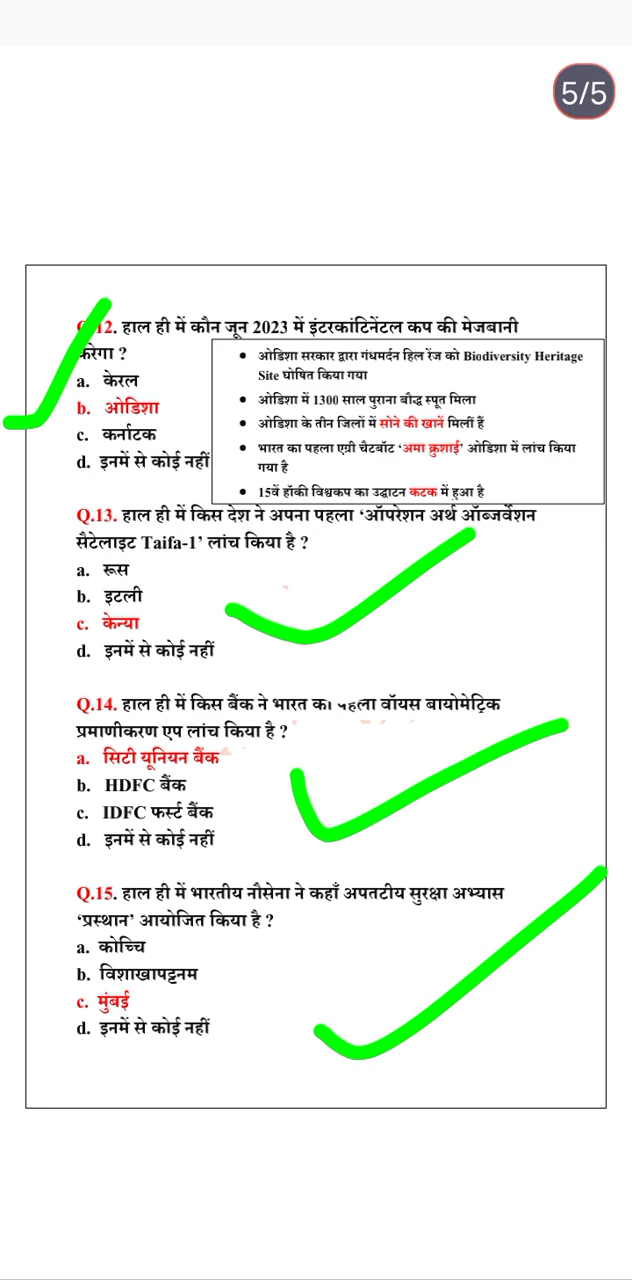 5/5
Q.12. हाल ही में कौन जून 2023 में इंटरकांटिनेंटल कप की मेजबानी
करेगा ?
a. केरल
b. ओडिशा
c. कर्नाटक
d. इनमें से कोई नहीं
• ओडिशा सरकार द्वारा गंधमर्दन हिल रेंज को Biodiversity Heritage
Site घोषित किया गया
• ओडिशा में 1300 साल पुराना बौद्ध स्पूत मिला
• ओडिशा के तीन जिलों में सोने की खानें मिलीं हैं
• भारत का पहला एग्री चैटबॉट ‘अमा क्रुशाई’ ओडिशा में लांच किया
गया है
• 15वें हॉकी विश्वकप का उद्घाटन कटक में हुआ है
Q.13. हाल ही में किस देश ने अपना पहला ‘ऑपरेशन अर्थ ऑब्जर्वेशन
सैटेलाइट Taifa-1’ लांच किया है ?
a. रूस
b. इटली
c. केन्या
d. इनमें से कोई नहीं
Q.14. हाल ही में किस बैंक ने भारत का पहला वॉयस बायोमेट्रिक
प्रमाणीकरण एप लांच किया है ?
a. सिटी यूनियन बैंक
b. HDFC बैंक
c. IDFC फर्स्ट बैंक
d. इनमें से कोई नहीं
Q.15. हाल ही में भारतीय नौसेना ने कहाँ अपतटीय सुरक्षा अभ्यास
‘प्रस्थान’ आयोजित किया है ?
a. कोच्चि
b. विशाखापट्टनम
c. मुंबई
d. इनमें से कोई नहीं